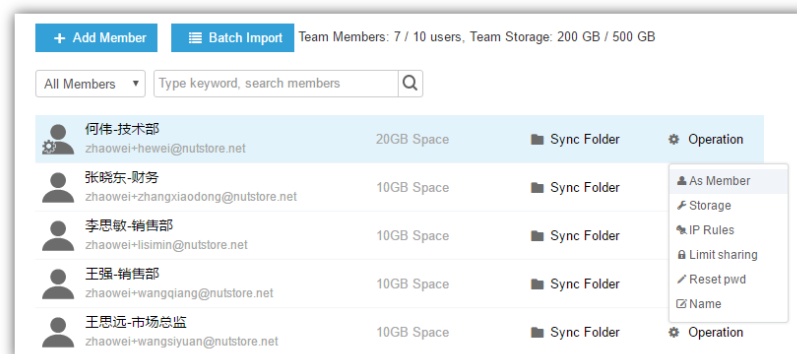 + Add Member
Batch Import
Team Members: 7 / 10 users, Team Storage: 200 GB / 500 GB
All Members
Type keyword, search members
何伟-技术部
zhaowei+hewei@nutstore.net
20GB Space
Sync Folder
Operation
张晓东-财务
zhaowei+zhangxiaodong@nutstore.net
10GB Space
Sync Folder
李思敏-销售部
zhaowei+lisimin@nutstore.net
10GB Space
Sync Folder
王强-销售部
zhaowei+wangqiang@nutstore.net
10GB Space
Sync Folder
王思远-市场总监
zhaowei+wangsiyuan@nutstore.net
10GB Space
Sync Folder
Operation
As Member
Storage
IP Rules
Limit sharing
Reset pwd
Name